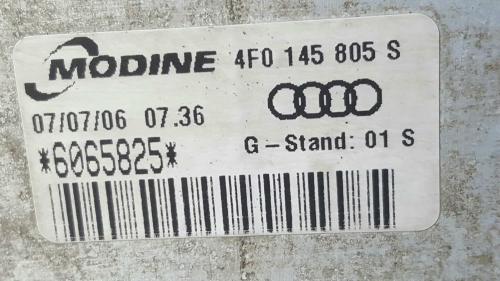 MODINE 4F0 145 805 S
07/07/06 07.36
*6065825*
G-Stand: 01 S